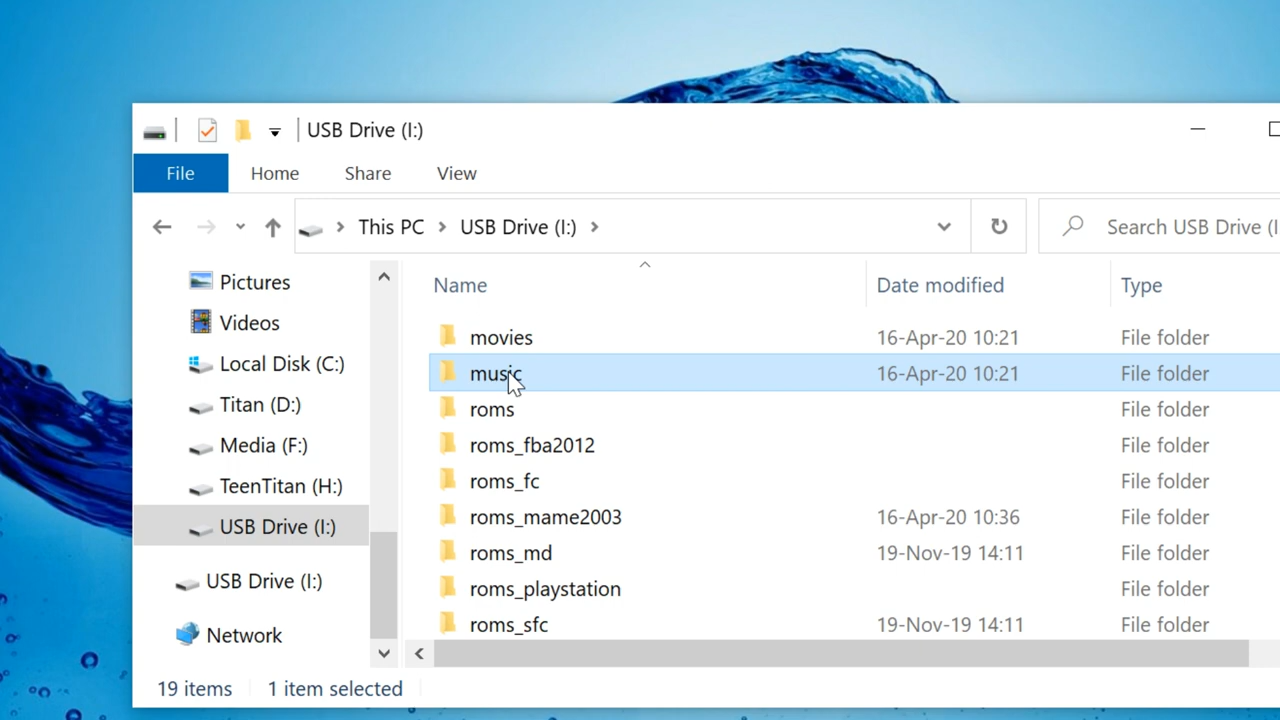 USB Drive (I:)
File Home Share View
This PC USB Drive (I:) Search USB Drive (I
Pictures
Videos
Local Disk (C:)
Titan (D:)
Media (F:)
TeenTitan (H:)
USB Drive (I:)
USB Drive (I:)
Network
Name Date modified Type
movies 16-Apr-20 10:21 File folder
music 16-Apr-20 10:21 File folder
roms File folder
roms_fba2012 File folder
roms_fc File folder
roms_mame2003 16-Apr-20 10:36 File folder
roms_md 19-Nov-19 14:11 File folder
roms_playstation File folder
roms_sfc 19-Nov-19 14:11 File folder
19 items 1 item selected